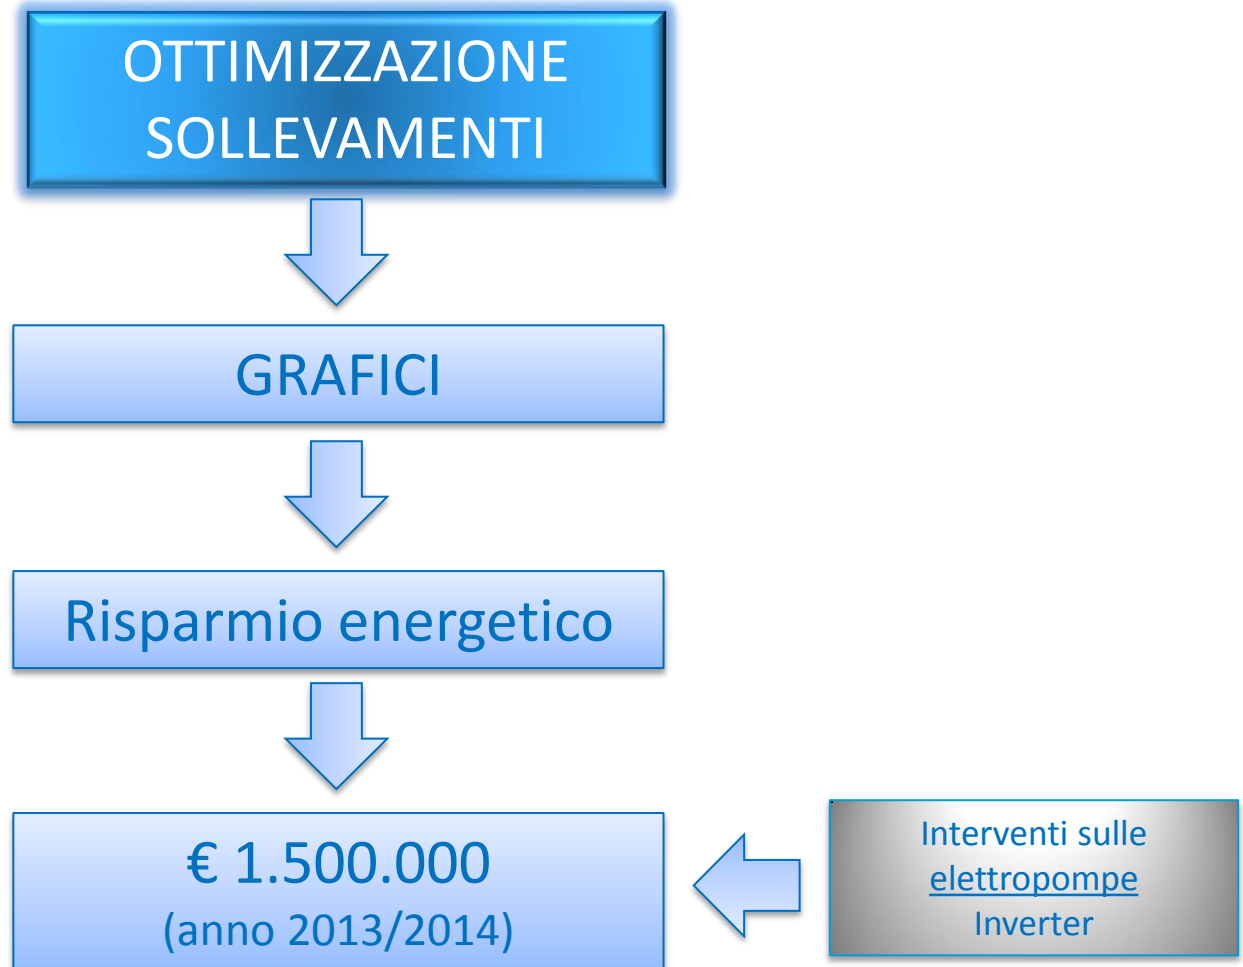 OTTIMIZZAZIONE
SOLLEVAMENTI
GRAFICI
Risparmio energetico
€ 1.500.000
(anno 2013/2014)
Interventi sulle
elettropompe
Inverter